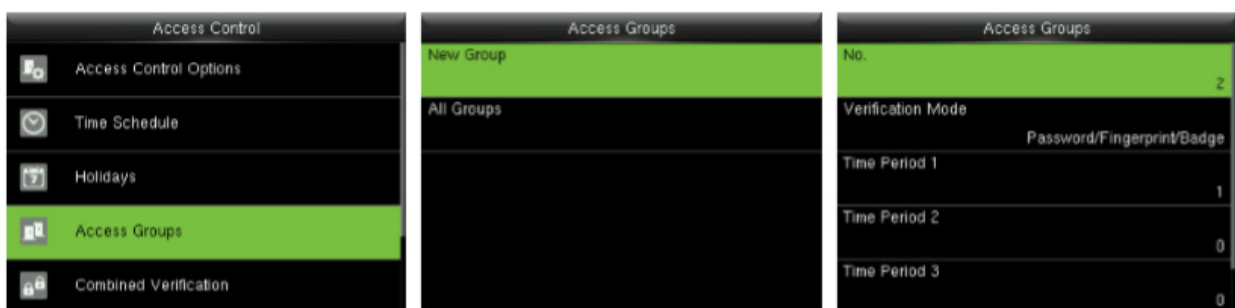 Access Control
Access Control Options
Time Schedule
Holidays
Access Groups
Combined Verification
Access Groups
New Group
All Groups
Access Groups
No.
2
Verification Mode
Password/Fingerprint/Badge
Time Period 1
1
Time Period 2
0
Time Period 3
0